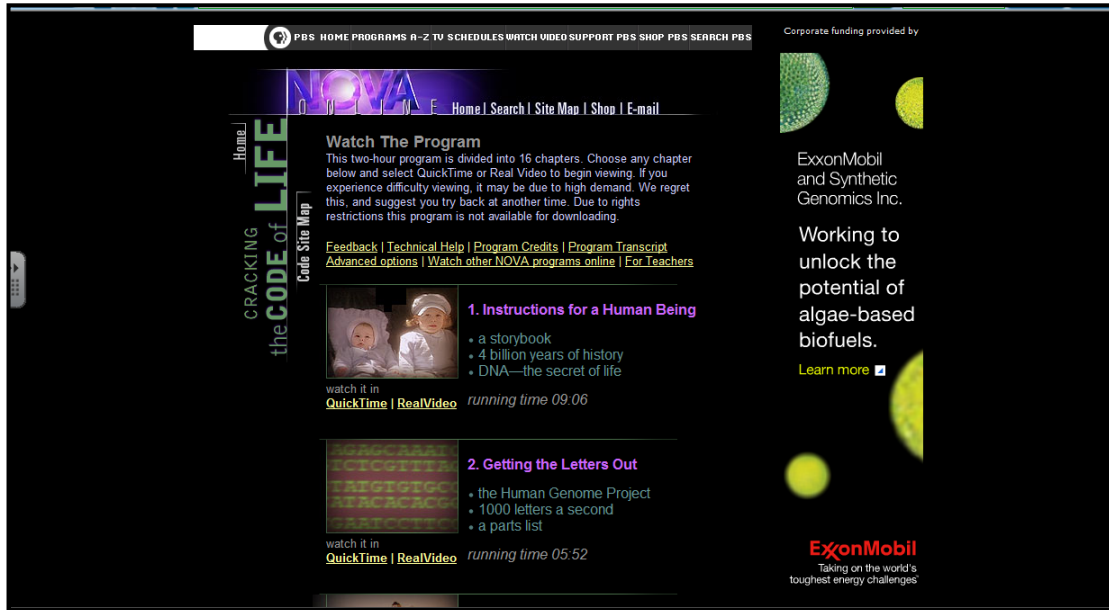 PBS HOME PROGRAMS A-Z TV SCHEDULES WATCH VIDEO SUPPORT PBS SHOP PBS SEARCH PBS
NOVA
ONLINE
Home | Search | Site Map | Shop | E-mail
Home
CRACKING
the CODE of LIFE
Code Site Map
Watch The Program
This two-hour program is divided into 16 chapters. Choose any chapter
below and select QuickTime or Real Video to begin viewing. If you
experience difficulty viewing, it may be due to high demand. We regret
this, and suggest you try back at another time. Due to rights
restrictions this program is not available for downloading.
Feedback | Technical Help | Program Credits | Program Transcript
Advanced options | Watch other NOVA programs online | For Teachers
1. Instructions for a Human Being
• a storybook
• 4 billion years of history
• DNA—the secret of life
running time 09:06
watch it in
QuickTime | RealVideo
2. Getting the Letters Out
• the Human Genome Project
• 1000 letters a second
• a parts list
running time 05:52
watch it in
QuickTime | RealVideo
Corporate funding provided by
ExxonMobil
and Synthetic
Genomics Inc.
Working to
unlock the
potential of
algae-based
biofuels.
Learn more
ExxonMobil
Taking on the world's
toughest energy challenges